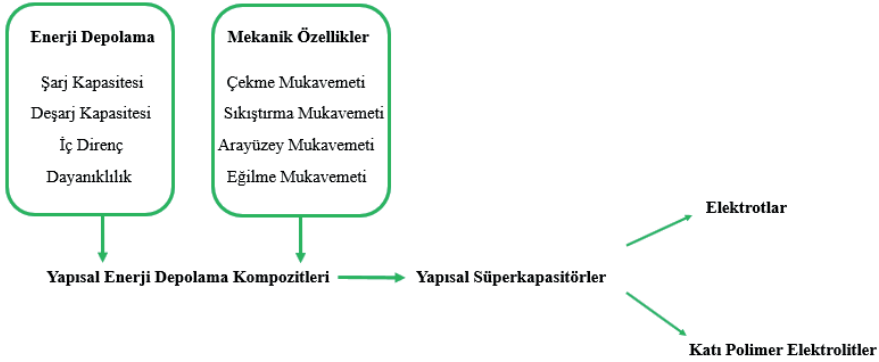 Enerji Depolama
Şarj Kapasitesi
Deşarj Kapasitesi
İç Direnç
Dayanıklılık
Mekanik Özellikler
Çekme Mukavemeti
Sıkıştırma Mukavemeti
Arayüzey Mukavemeti
Eğilme Mukavemeti
Yapısal Enerji Depolama Kompozitleri
Yapısal Süperkapasitörler
Elektrotlar
Katı Polimer Elektrolitler